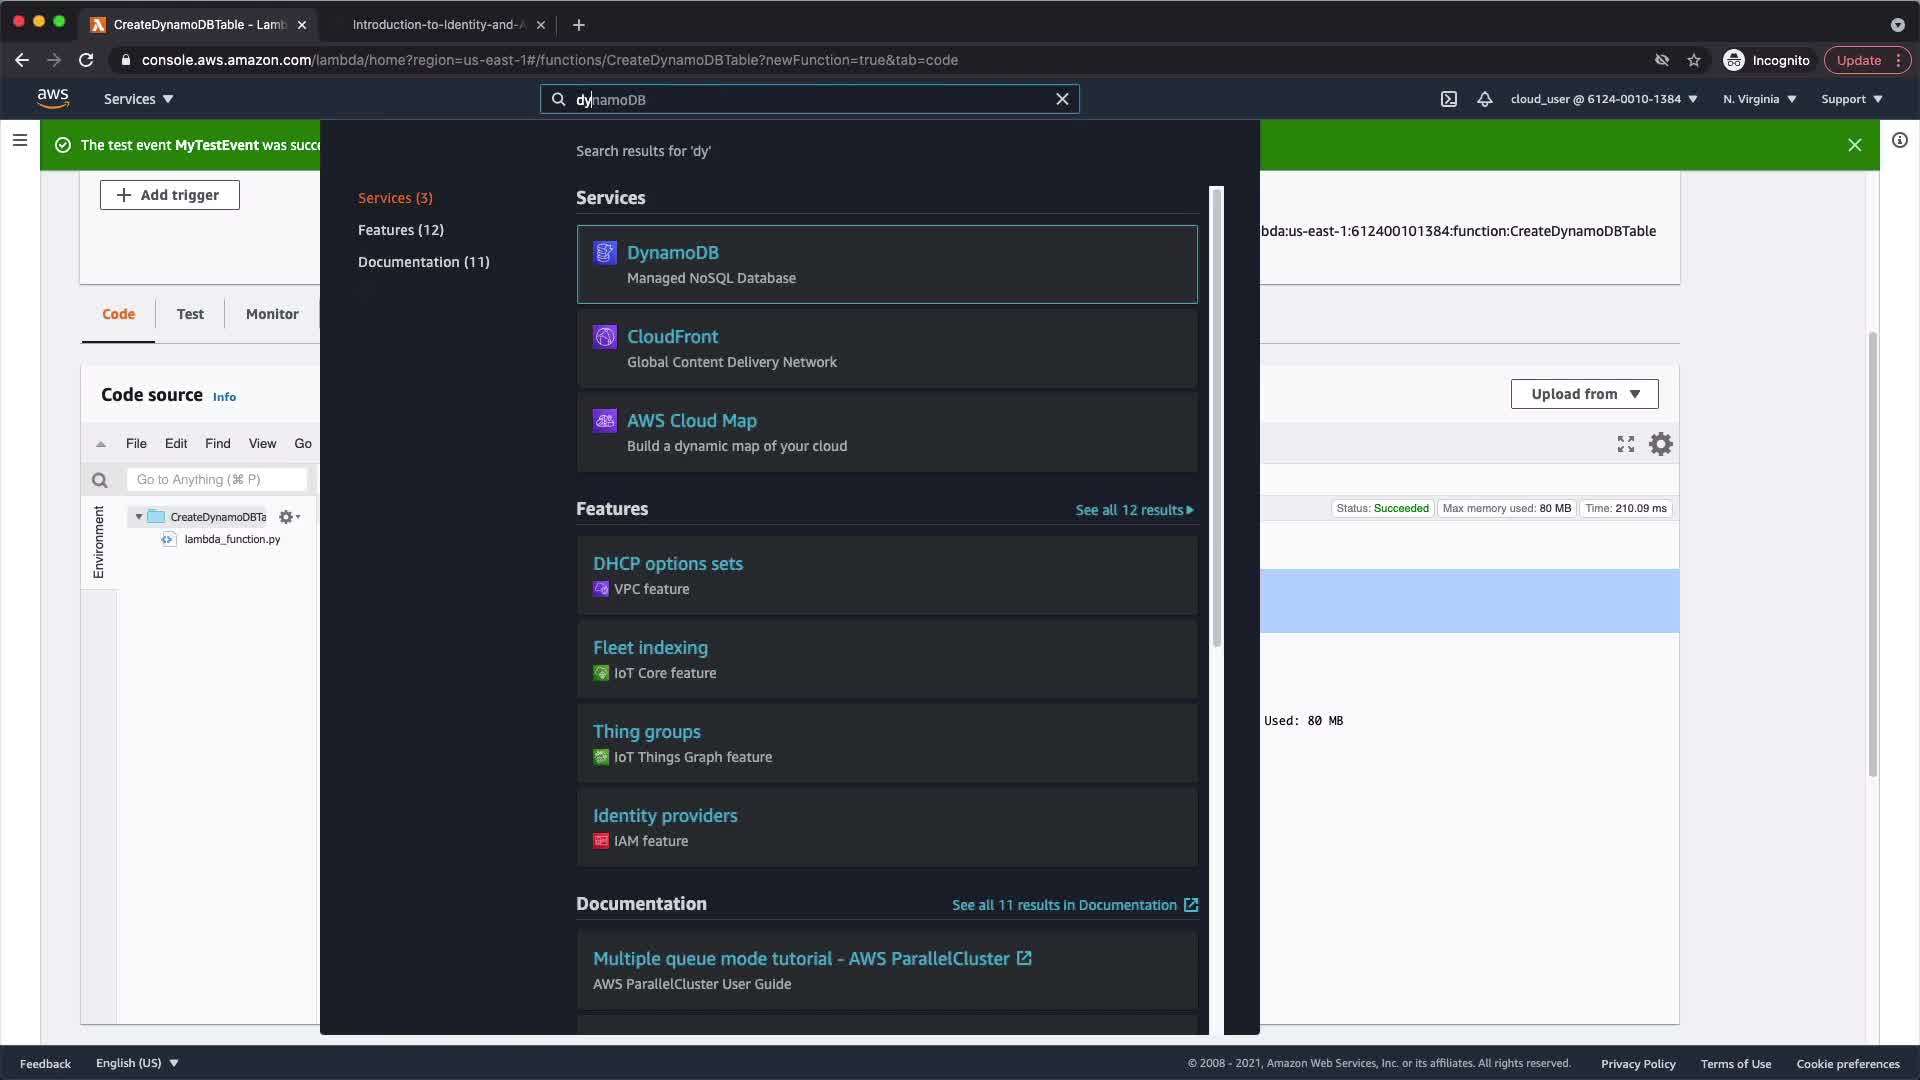 CreateDynamoDBTable - Lamb
Introduction-to-Identity-and-A
console.aws.amazon.com/lambda/home?region=us-east-1#/functions/CreateDynamoDBTable?newFunction=true&tab=code
Incognito
Update
aws
Services
dynamoDB
cloud_user @ 6124-0010-1384
N. Virginia
Support
The test event MyTestEvent was succe
Search results for 'dy'
Add trigger
Services (3)
Features (12)
Documentation (11)
Services
DynamoDB
Managed NoSQL Database
CloudFront
Global Content Delivery Network
AWS Cloud Map
Build a dynamic map of your cloud
bda:us-east-1:612400101384:function:CreateDynamoDBTable
Code
Test
Monitor
Code source
Info
Upload from
File
Edit
Find
View
Go
Go to Anything (⌘ P)
Environment
CreateDynamoDBTa
lambda_function.py
Features
See all 12 results
Status: Succeeded
Max memory used: 80 MB
Time: 210.09 ms
DHCP options sets
VPC feature
Fleet indexing
IoT Core feature
Thing groups
IoT Things Graph feature
Used: 80 MB
Identity providers
IAM feature
Documentation
See all 11 results in Documentation
Multiple queue mode tutorial - AWS ParallelCluster
AWS ParallelCluster User Guide
Feedback
English (US)
© 2008 - 2021, Amazon Web Services, Inc. or its affiliates. All rights reserved.
Privacy Policy
Terms of Use
Cookie preferences